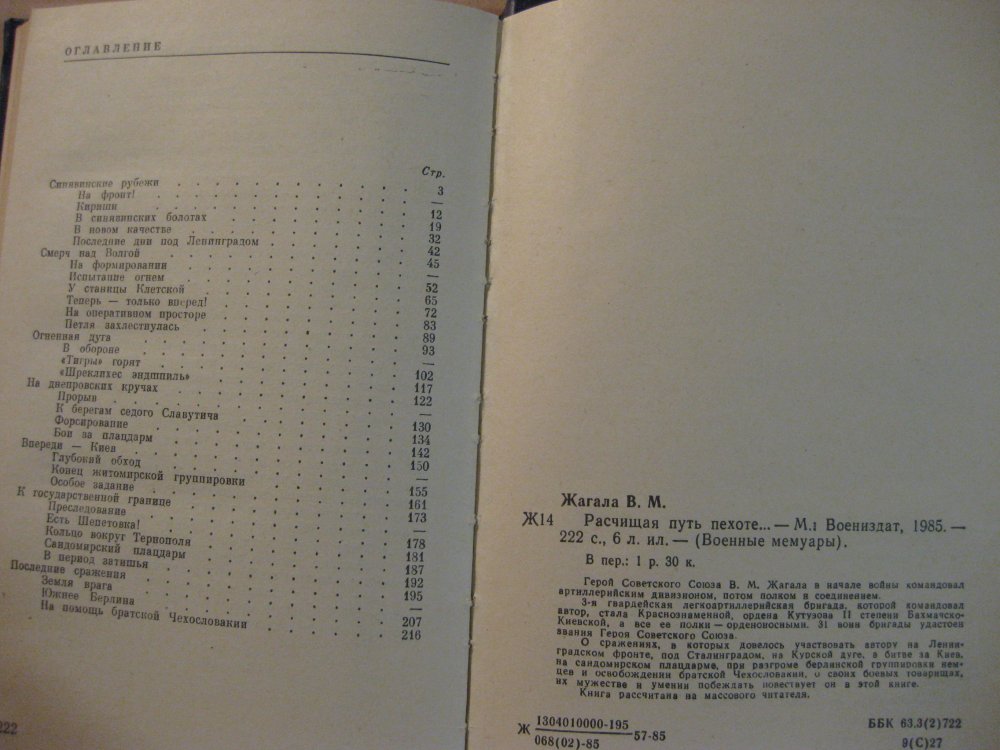 ОГЛАВЛЕНИЕ
Стр.
Синявинские рубежи . . . . . . . . . . 3
На фронт! . . . . . . . . . . —
Кириши . . . . . . . . . . 12
В синявинских болотах . . . . . . . . 19
В новом качестве . . . . . . . . . 32
Последние дни под Ленинградом . . . . . . 42
Смерч над Волгой . . . . . . . . . . 45
На формировании . . . . . . . . . —
Испытание огнем . . . . . . . . . 52
У станицы Клетской . . . . . . . . 65
Теперь — только вперед! . . . . . . . 72
На оперативном просторе . . . . . . . 83
Петля захлестнулась . . . . . . . . 89
Огненная дуга . . . . . . . . . . 93
В обороне . . . . . . . . . . —
«Тигры» горят . . . . . . . . . 102
«Шреклихес эндшпиль» . . . . . . . . 117
На днепровских кручах . . . . . . . . . 122
Прорыв . . . . . . . . . . —
К берегам седого Славутича . . . . . . . 130
Форсирование . . . . . . . . . 134
Бои за плацдарм . . . . . . . . . 142
Впереди — Киев . . . . . . . . . . 150
Глубокий обход . . . . . . . . . —
Конец житомирской группировки . . . . . . 155
Особое задание . . . . . . . . . 161
К государственной границе . . . . . . . . 173
Преследование . . . . . . . . . —
Есть Шепетовка! . . . . . . . . . 178
Кольцо вокруг Тернополя . . . . . . . 181
Сандомирский плацдарм . . . . . . . . 187
В период затишья . . . . . . . . . 192
Последние сражения . . . . . . . . . 195
Земля врага . . . . . . . . . . —
Южнее Берлина . . . . . . . . . 207
На помощь братской Чехословакии . . . . . . 216
222
Жагала В. М.
Ж14 Расчищая путь пехоте... — М.: Воениздат, 1985. —
222 с., 6 л. ил. — (Военные мемуары).
В пер.: 1 р. 30 к.
Герой Советского Союза В. М. Жагала в начале войны командовал
артиллерийским дивизионом, потом полком и соединением.
3-я гвардейская легкоартиллерийская бригада, которой командовал
автор, стала Краснознаменной, ордена Кутузова II степени Бахмачско-
Киевской, а все ее полки — орденоносными. 31 воин бригады удостоен
звания Героя Советского Союза.
О сражениях, в которых довелось участвовать автору на Ленин-
градском фронте, под Сталинградом, на Курской дуге, в битве за Киев,
на сандомирском плацдарме, при разгроме берлинской группировки нем-
цев и освобождении братской Чехословакии, о своих боевых товарищах,
их мужестве и умении побеждать повествует он в этой книге.
Книга рассчитана на массового читателя.
Ж 1304010000-195 / 068(02)-85 57-85
ББК 63.3(2)722
9(С)27